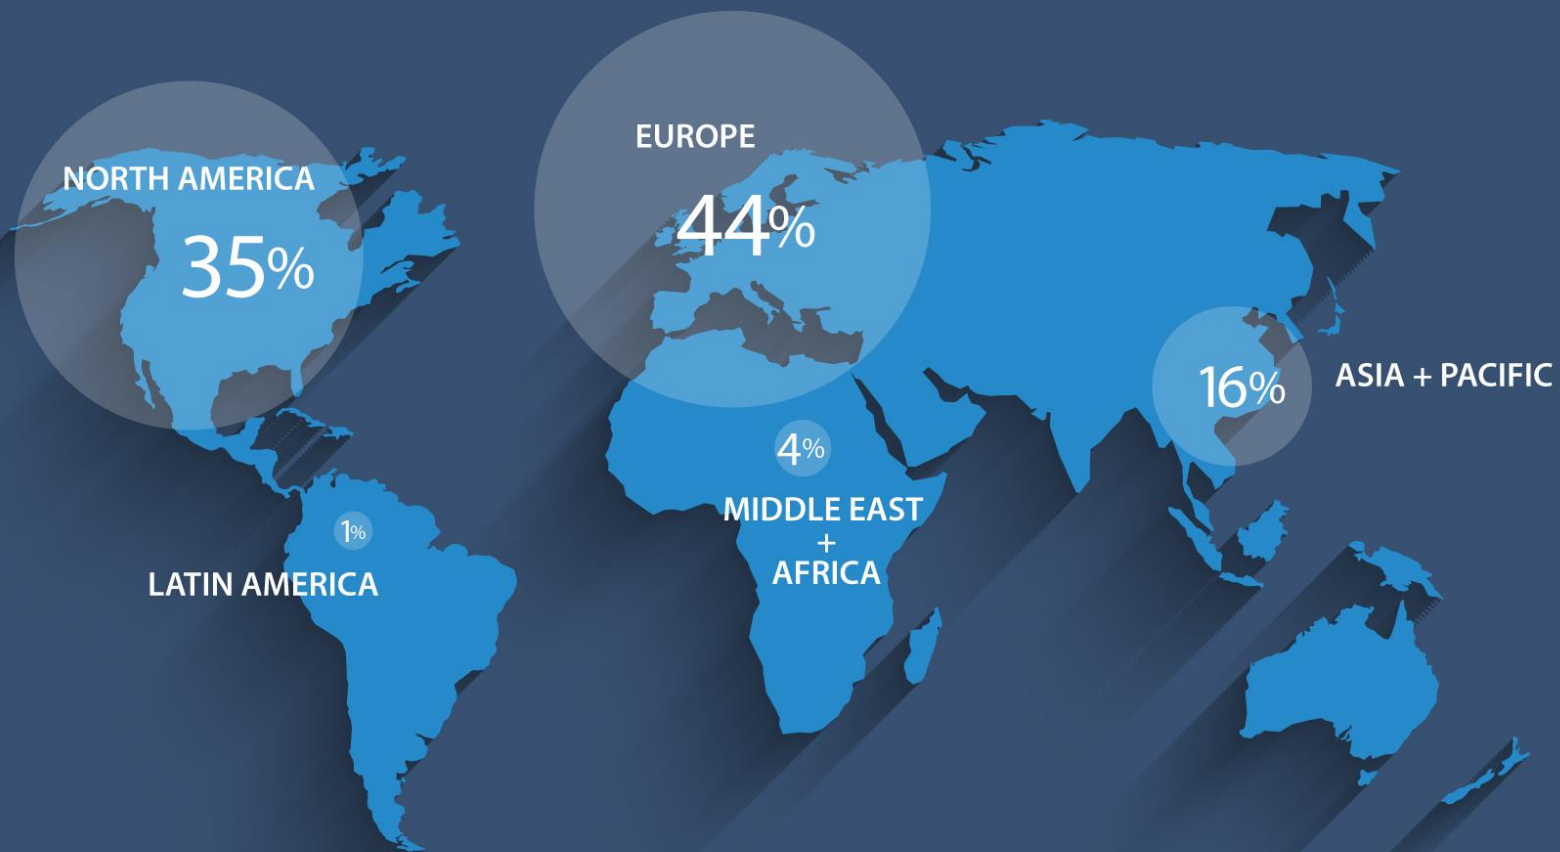 NORTH AMERICA
35%
EUROPE
44%
16%
ASIA + PACIFIC
4%
MIDDLE EAST
+
AFRICA
1%
LATIN AMERICA